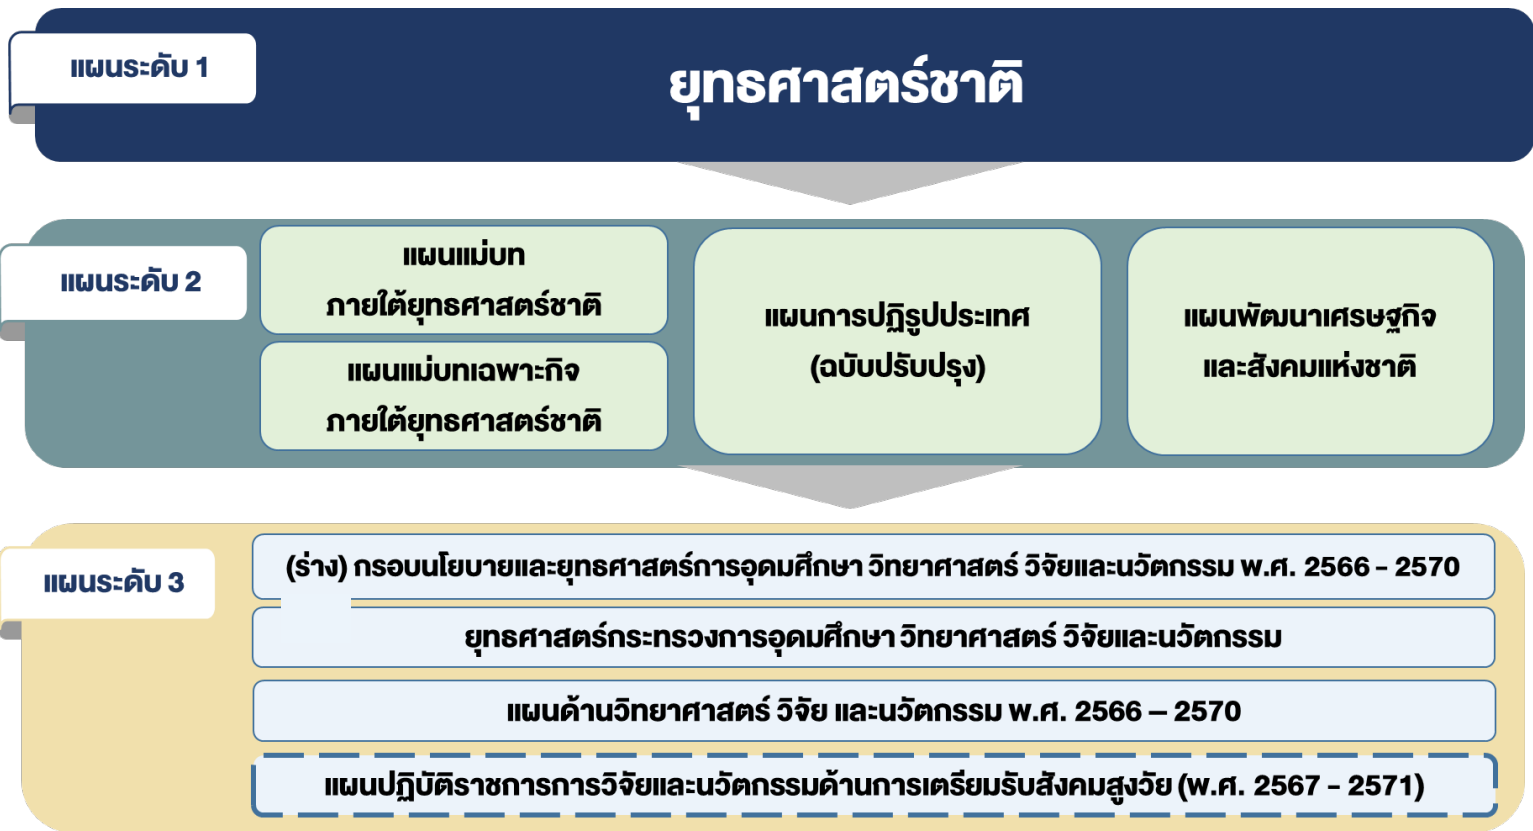 แผนระดับ 1
ยุทธศาสตร์ชาติ
แผนระดับ 2
แผนแม่บท
ภายใต้ยุทธศาสตร์ชาติ
แผนแม่บทเฉพาะกิจ
ภายใต้ยุทธศาสตร์ชาติ
แผนการปฏิรูปประเทศ
(ฉบับปรับปรุง)
แผนพัฒนาเศรษฐกิจ
และสังคมแห่งชาติ
แผนระดับ 3
(ร่าง) กรอบนโยบายและยุทธศาสตร์การอุดมศึกษา วิทยาศาสตร์ วิจัยและนวัตกรรม พ.ศ. 2566 - 2570
ยุทธศาสตร์กระทรวงการอุดมศึกษา วิทยาศาสตร์ วิจัยและนวัตกรรม
แผนด้านวิทยาศาสตร์ วิจัย และนวัตกรรม พ.ศ. 2566 – 2570
แผนปฏิบัติราชการการวิจัยและนวัตกรรมด้านการเตรียมรับสังคมสูงวัย (พ.ศ. 2567 - 2571)